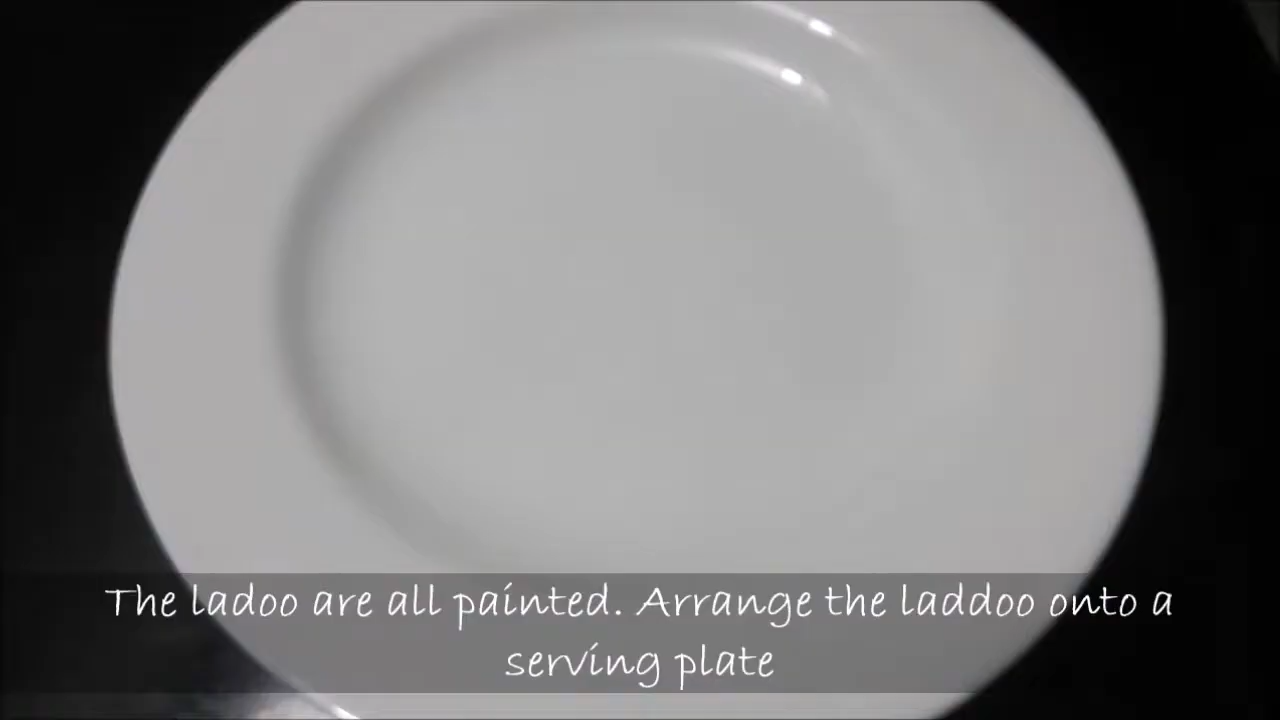 The ladoo are all painted. Arrange the laddoo onto a
serving plate